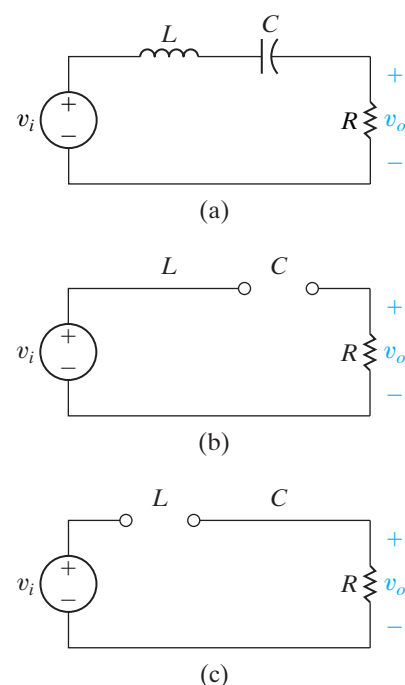 L C
+
v_i + − R v_o
−
(a)
L C
+
v_i + − R v_o
−
(b)
L C
+
v_i + − R v_o
−
(c)